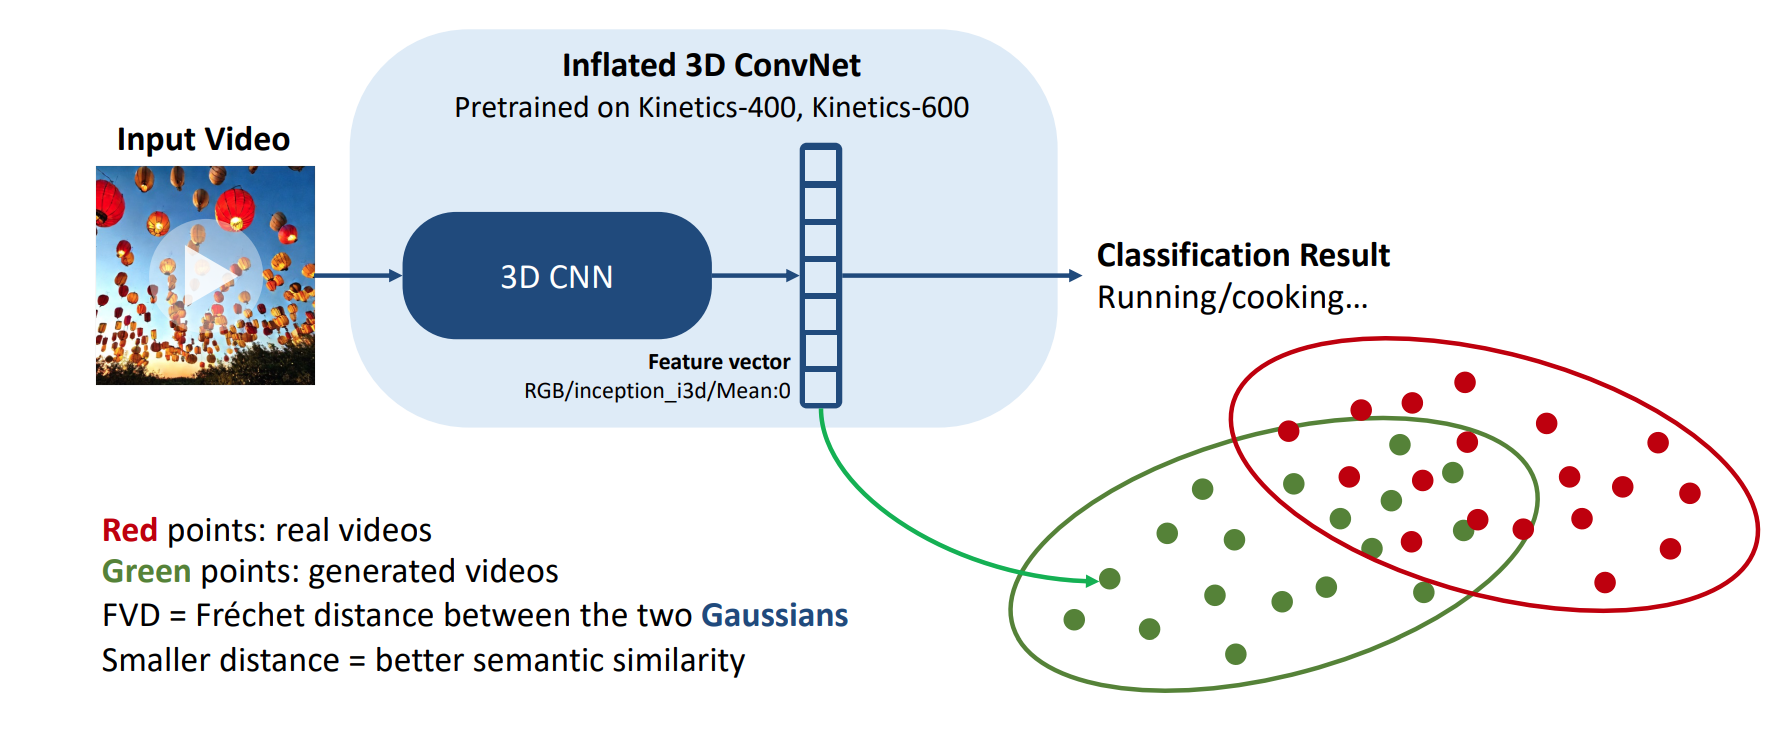 Inflated 3D ConvNet
Pretrained on Kinetics-400, Kinetics-600
Input Video
3D CNN
Feature vector
RGB/inception_i3d/Mean:0
Classification Result
Running/cooking…
Red points: real videos
Green points: generated videos
FVD = Fréchet distance between the two Gaussians
Smaller distance = better semantic similarity